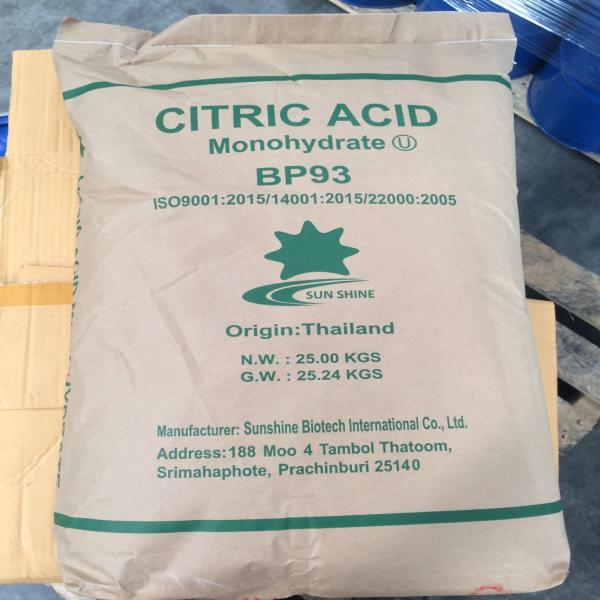 CITRIC ACID
Monohydrate Ⓤ
BP93
ISO9001:2015/14001:2015/22000:2005
SUN SHINE
Origin:Thailand
N.W. : 25.00 KGS
G.W. : 25.24 KGS
Manufacturer: Sunshine Biotech International Co., Ltd.
Address:188 Moo 4 Tambol Thatoom,
Srimahaphote, Prachinburi 25140